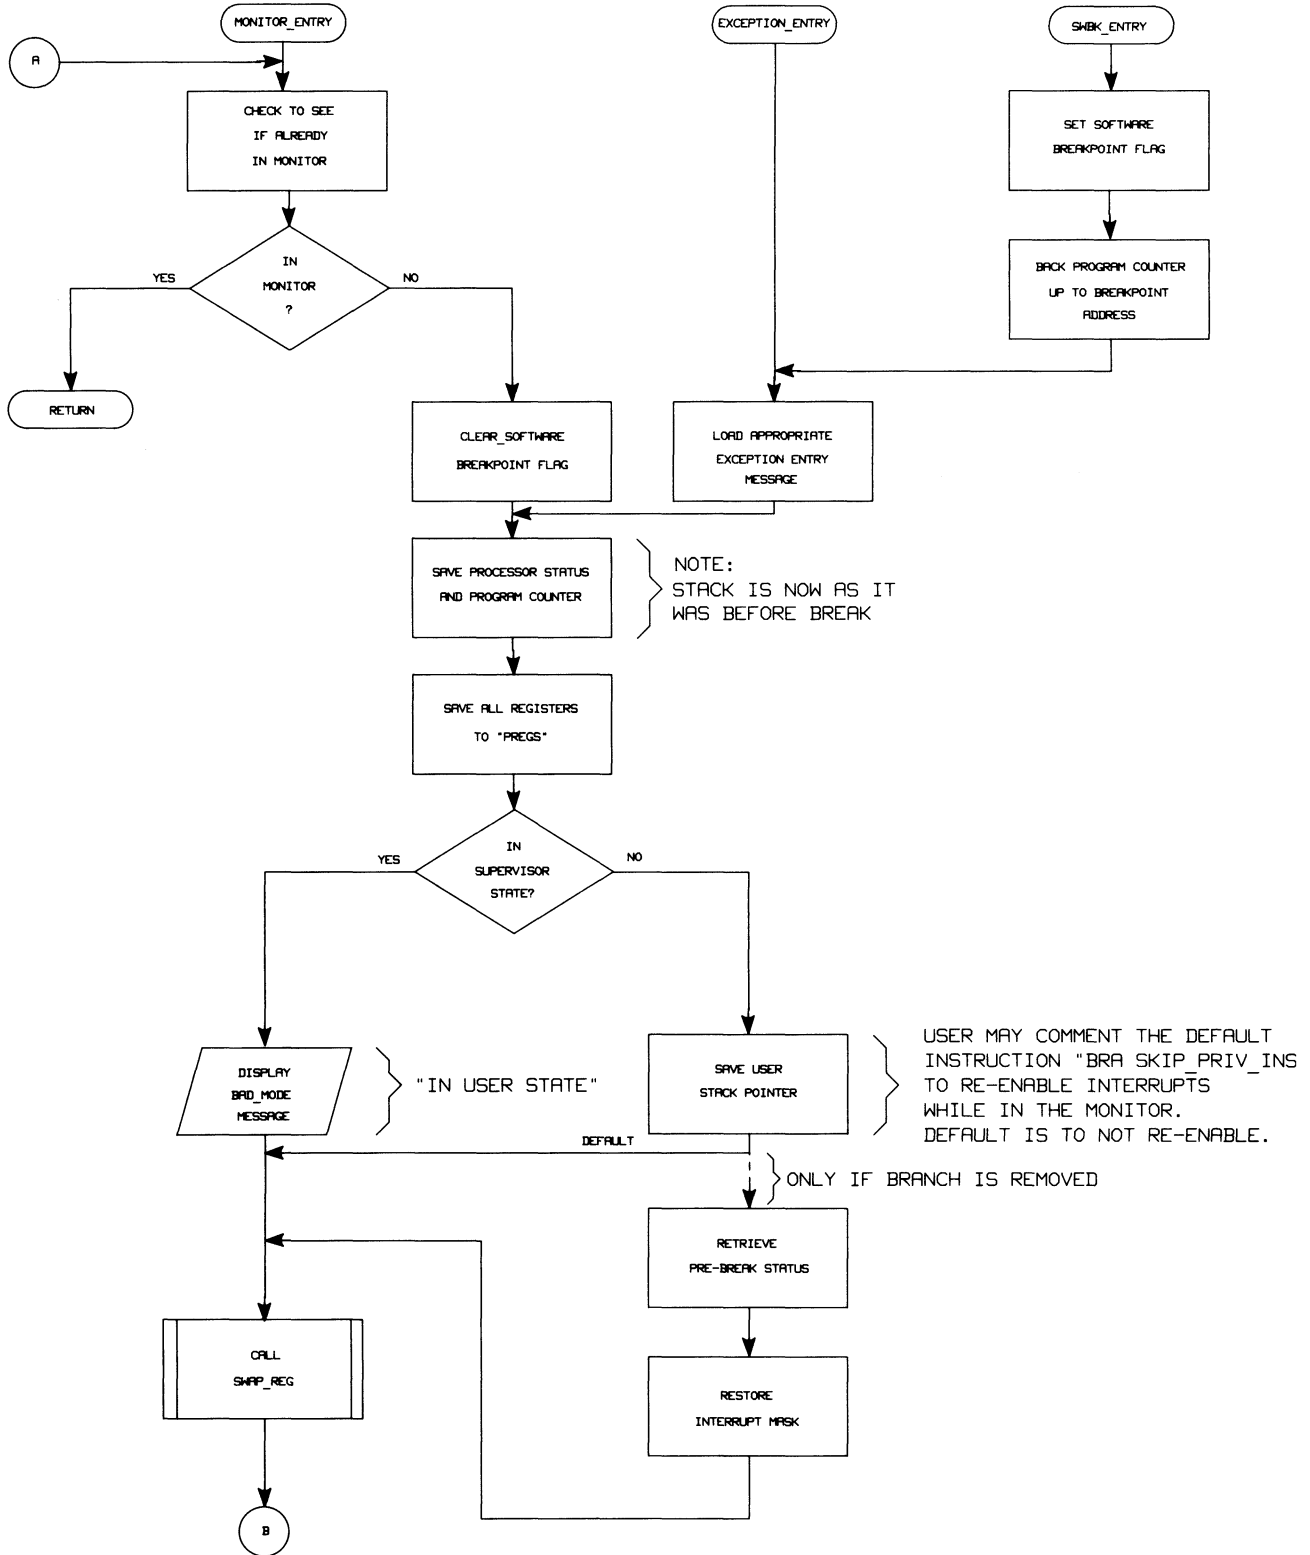 MONITOR_ENTRY
EXCEPTION_ENTRY
SWBK_ENTRY
A
CHECK TO SEE
IF ALREADY
IN MONITOR
SET SOFTWARE
BREAKPOINT FLAG
IN
MONITOR
?
YES
NO
BACK PROGRAM COUNTER
UP TO BREAKPOINT
ADDRESS
RETURN
CLEAR_SOFTWARE
BREAKPOINT FLAG
LOAD APPROPRIATE
EXCEPTION ENTRY
MESSAGE
SAVE PROCESSOR STATUS
AND PROGRAM COUNTER
NOTE:
STACK IS NOW AS IT
WAS BEFORE BREAK
SAVE ALL REGISTERS
TO "PREGS"
IN
SUPERVISOR
STATE?
YES
NO
DISPLAY
BAD_MODE
MESSAGE
"IN USER STATE"
SAVE USER
STACK POINTER
USER MAY COMMENT THE DEFAULT
INSTRUCTION "BRA SKIP_PRIV_INS
TO RE-ENABLE INTERRUPTS
WHILE IN THE MONITOR.
DEFAULT IS TO NOT RE-ENABLE.
DEFAULT
ONLY IF BRANCH IS REMOVED
RETRIEVE
PRE-BREAK STATUS
CALL
SWAP_REG
RESTORE
INTERRUPT MASK
B